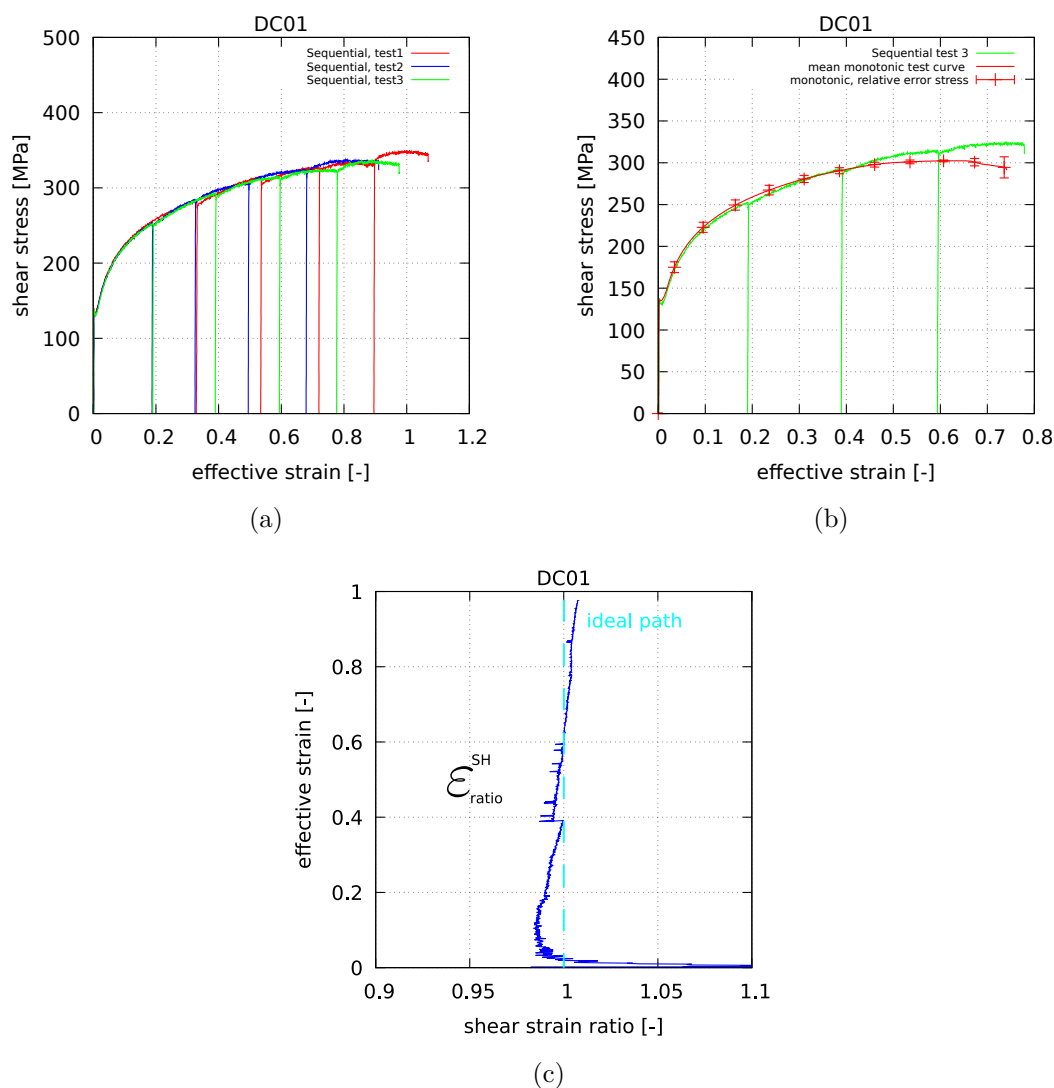 DC01
500
400
300
200
100
0
0 0.2 0.4 0.6 0.8 1 1.2
shear stress [MPa]
effective strain [-]
Sequential, test1
Sequential, test2
Sequential, test3
(a)
DC01
450
400
350
300
250
200
150
100
50
0
0 0.1 0.2 0.3 0.4 0.5 0.6 0.7 0.8
shear stress [MPa]
effective strain [-]
Sequential test 3
mean monotonic test curve
monotonic, relative error stress
(b)
DC01
1
0.8
0.6
0.4
0.2
0
0.9 0.95 1 1.05 1.1
effective strain [-]
shear strain ratio [-]
ideal path
ℰ SH ratio
(c)